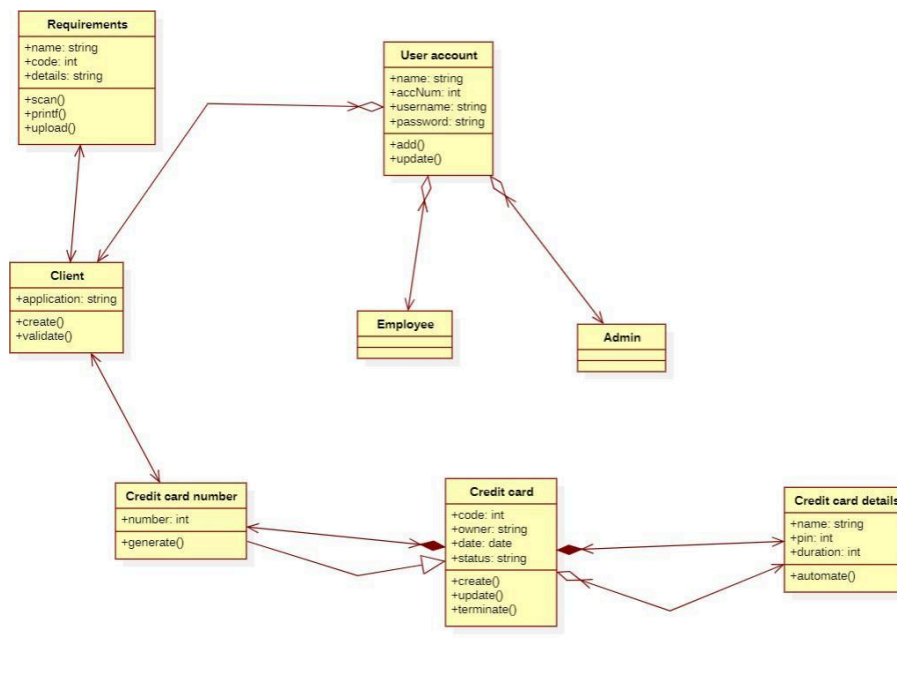 Requirements
+name: string
+code: int
+details: string
+scan()
+printf()
+upload()
User account
+name: string
+accNum: int
+username: string
+password: string
+add()
+update()
Client
+application: string
+create()
+validate()
Employee
Admin
Credit card number
+number: int
+generate()
Credit card
+code: int
+owner: string
+date: date
+status: string
+create()
+update()
+terminate()
Credit card details
+name: string
+pin: int
+duration: int
+automate()